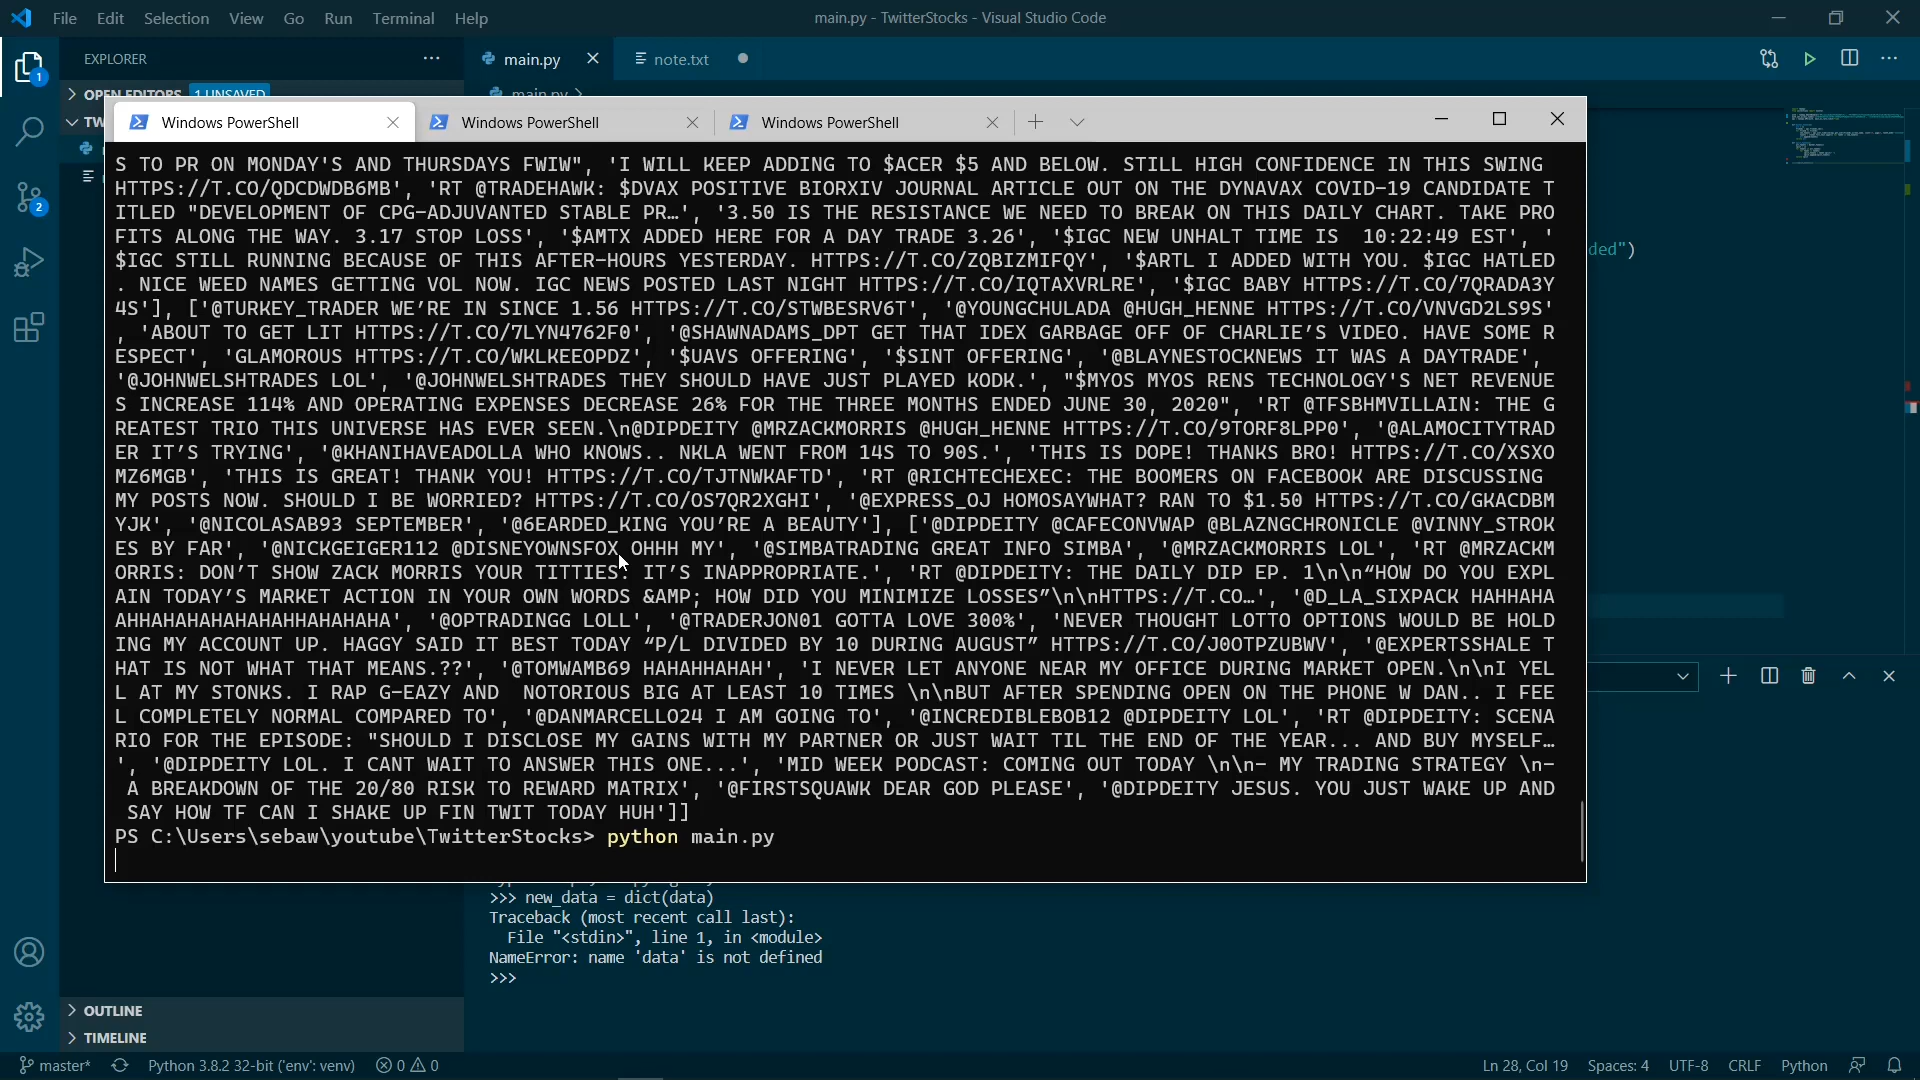 File Edit Selection View Go Run Terminal Help
main.py - TwitterStocks - Visual Studio Code
EXPLORER
main.py
note.txt
OPEN EDITORS 1 UNSAVED
main.py
TW
Windows PowerShell
Windows PowerShell
Windows PowerShell
S TO PR ON MONDAY'S AND THURSDAYS FWIW", 'I WILL KEEP ADDING TO $ACER $5 AND BELOW. STILL HIGH CONFIDENCE IN THIS SWING
HTTPS://T.CO/QDCDWDB6MB', 'RT @TRADEHAWK: $DVAX POSITIVE BIORXIV JOURNAL ARTICLE OUT ON THE DYNAVAX COVID-19 CANDIDATE T
ITLED "DEVELOPMENT OF CPG-ADJUVANTED STABLE PR…', '3.50 IS THE RESISTANCE WE NEED TO BREAK ON THIS DAILY CHART. TAKE PRO
FITS ALONG THE WAY. 3.17 STOP LOSS', '$AMTX ADDED HERE FOR A DAY TRADE 3.26', '$IGC NEW UNHALT TIME IS  10:22:49 EST', '
$IGC STILL RUNNING BECAUSE OF THIS AFTER-HOURS YESTERDAY. HTTPS://T.CO/ZQBIZMIFQY', '$ARTL I ADDED WITH YOU. $IGC HATLED
. NICE WEED NAMES GETTING VOL NOW. IGC NEWS POSTED LAST NIGHT HTTPS://T.CO/IQTAXVRLRE', '$IGC BABY HTTPS://T.CO/7QRADA3Y
4S'], ['@TURKEY_TRADER WE’RE IN SINCE 1.56 HTTPS://T.CO/STWBESRV6T', '@YOUNGCHULADA @HUGH_HENNE HTTPS://T.CO/VNVGD2LS9S'
, 'ABOUT TO GET LIT HTTPS://T.CO/7LYN4762F0', '@SHAWNADAMS_DPT GET THAT IDEX GARBAGE OFF OF CHARLIE’S VIDEO. HAVE SOME R
ESPECT', 'GLAMOROUS HTTPS://T.CO/WKLKEEOPDZ', '$UAVS OFFERING', '$SINT OFFERING', '@BLAYNESTOCKNEWS IT WAS A DAYTRADE',
'@JOHNWELSHTRADES LOL', '@JOHNWELSHTRADES THEY SHOULD HAVE JUST PLAYED KODK.', "$MYOS MYOS RENS TECHNOLOGY'S NET REVENUE
S INCREASE 114% AND OPERATING EXPENSES DECREASE 26% FOR THE THREE MONTHS ENDED JUNE 30, 2020", 'RT @TFSBHMVILLAIN: THE G
REATEST TRIO THIS UNIVERSE HAS EVER SEEN.\n@DIPDEITY @MRZACKMORRIS @HUGH_HENNE HTTPS://T.CO/9TORF8LPP0', '@ALAMOCITYTRAD
ER IT’S TRYING', '@KHANIHAVEADOLLA WHO KNOWS.. NKLA WENT FROM 14S TO 90S.', 'THIS IS DOPE! THANKS BRO! HTTPS://T.CO/XSXO
MZ6MGB', 'THIS IS GREAT! THANK YOU! HTTPS://T.CO/TJTNWKAFTD', 'RT @RICHTECHEXEC: THE BOOMERS ON FACEBOOK ARE DISCUSSING
MY POSTS NOW. SHOULD I BE WORRIED? HTTPS://T.CO/OS7QR2XGHI', '@EXPRESS_OJ HOMOSAYWHAT? RAN TO $1.50 HTTPS://T.CO/GKACDBM
YJK', '@NICOLASAB93 SEPTEMBER', '@6EARDED_KING YOU’RE A BEAUTY'], ['@DIPDEITY @CAFECONVWAP @BLAZNGCHRONICLE @VINNY_STROK
ES BY FAR', '@NICKGEIGER112 @DISNEYOWNSFOX OHHH MY', '@SIMBATRADING GREAT INFO SIMBA', '@MRZACKMORRIS LOL', 'RT @MRZACKM
ORRIS: DON’T SHOW ZACK MORRIS YOUR TITTIES: IT’S INAPPROPRIATE.', 'RT @DIPDEITY: THE DAILY DIP EP. 1\n\n“HOW DO YOU EXPL
AIN TODAY’S MARKET ACTION IN YOUR OWN WORDS &AMP; HOW DID YOU MINIMIZE LOSSES”\n\nHTTPS://T.CO…', '@D_LA_SIXPACK HAHHAHA
AHHAHAHAHAHAHAHHAHAHAHA', '@OPTRADINGG LOLL', '@TRADERJON01 GOTTA LOVE 300%', 'NEVER THOUGHT LOTTO OPTIONS WOULD BE HOLD
ING MY ACCOUNT UP. HAGGY SAID IT BEST TODAY “P/L DIVIDED BY 10 DURING AUGUST” HTTPS://T.CO/J0OTPZUBWV', '@EXPERTSSHALE T
HAT IS NOT WHAT THAT MEANS.??', '@TOMWAMB69 HAHAHHAHAH', 'I NEVER LET ANYONE NEAR MY OFFICE DURING MARKET OPEN.\n\nI YEL
L AT MY STONKS. I RAP G-EAZY AND  NOTORIOUS BIG AT LEAST 10 TIMES \n\nBUT AFTER SPENDING OPEN ON THE PHONE W DAN.. I FEE
L COMPLETELY NORMAL COMPARED TO', '@DANMARCELLO24 I AM GOING TO', '@INCREDIBLEBOB12 @DIPDEITY LOL', 'RT @DIPDEITY: SCENA
RIO FOR THE EPISODE: "SHOULD I DISCLOSE MY GAINS WITH MY PARTNER OR JUST WAIT TIL THE END OF THE YEAR... AND BUY MYSELF…
', '@DIPDEITY LOL. I CANT WAIT TO ANSWER THIS ONE...', 'MID WEEK PODCAST: COMING OUT TODAY \n\n- MY TRADING STRATEGY \n-
A BREAKDOWN OF THE 20/80 RISK TO REWARD MATRIX', '@FIRSTSQUAWK DEAR GOD PLEASE', '@DIPDEITY JESUS. YOU JUST WAKE UP AND
SAY HOW TF CAN I SHAKE UP FIN TWIT TODAY HUH']]
PS C:\Users\sebaw\youtube\TwitterStocks> python main.py
ded")
>>> new_data = dict(data)
Traceback (most recent call last):
File "<stdin>", line 1, in <module>
NameError: name 'data' is not defined
>>>
OUTLINE
TIMELINE
master* Python 3.8.2 32-bit ('env': venv) 0 0
Ln 28, Col 19 Spaces: 4 UTF-8 CRLF Python
1
2